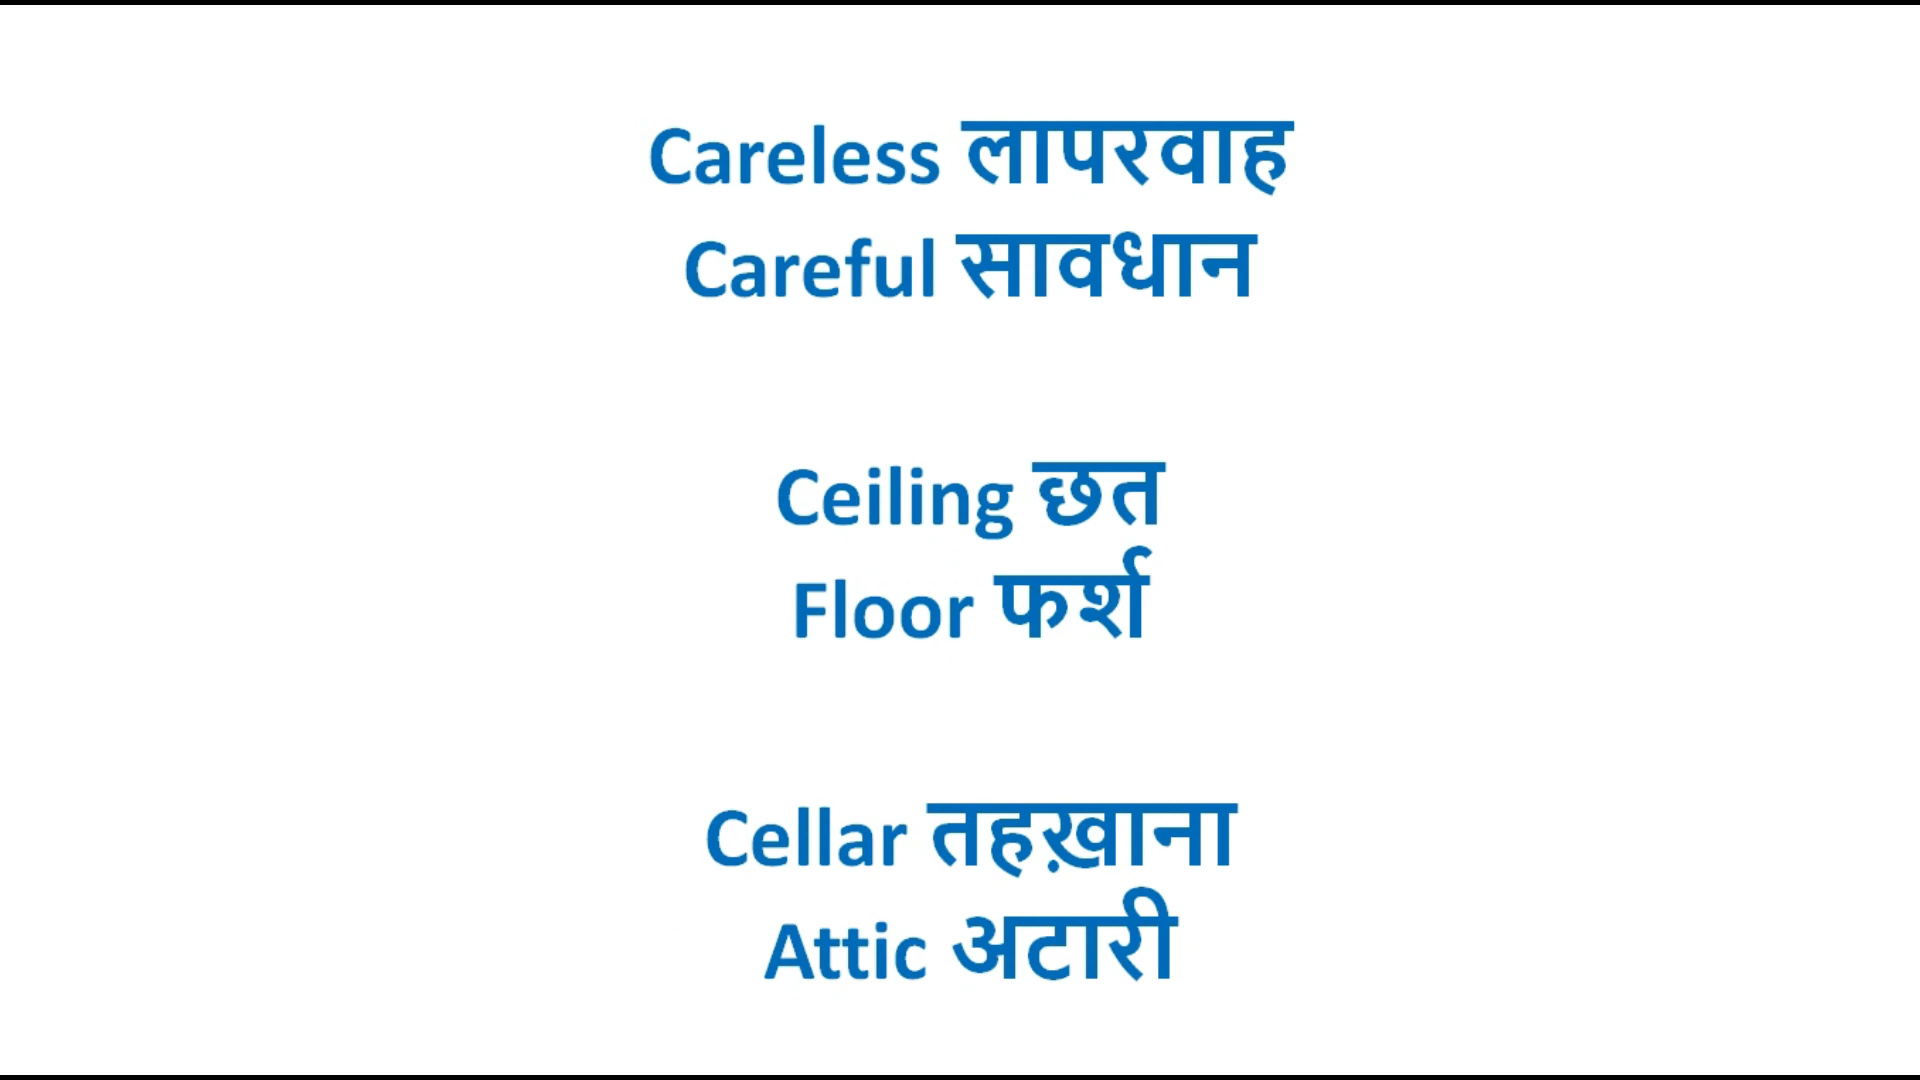 Careless लापरवाह
Careful सावधान
Ceiling छत
Floor फर्श
Cellar तहख़ाना
Attic अटारी